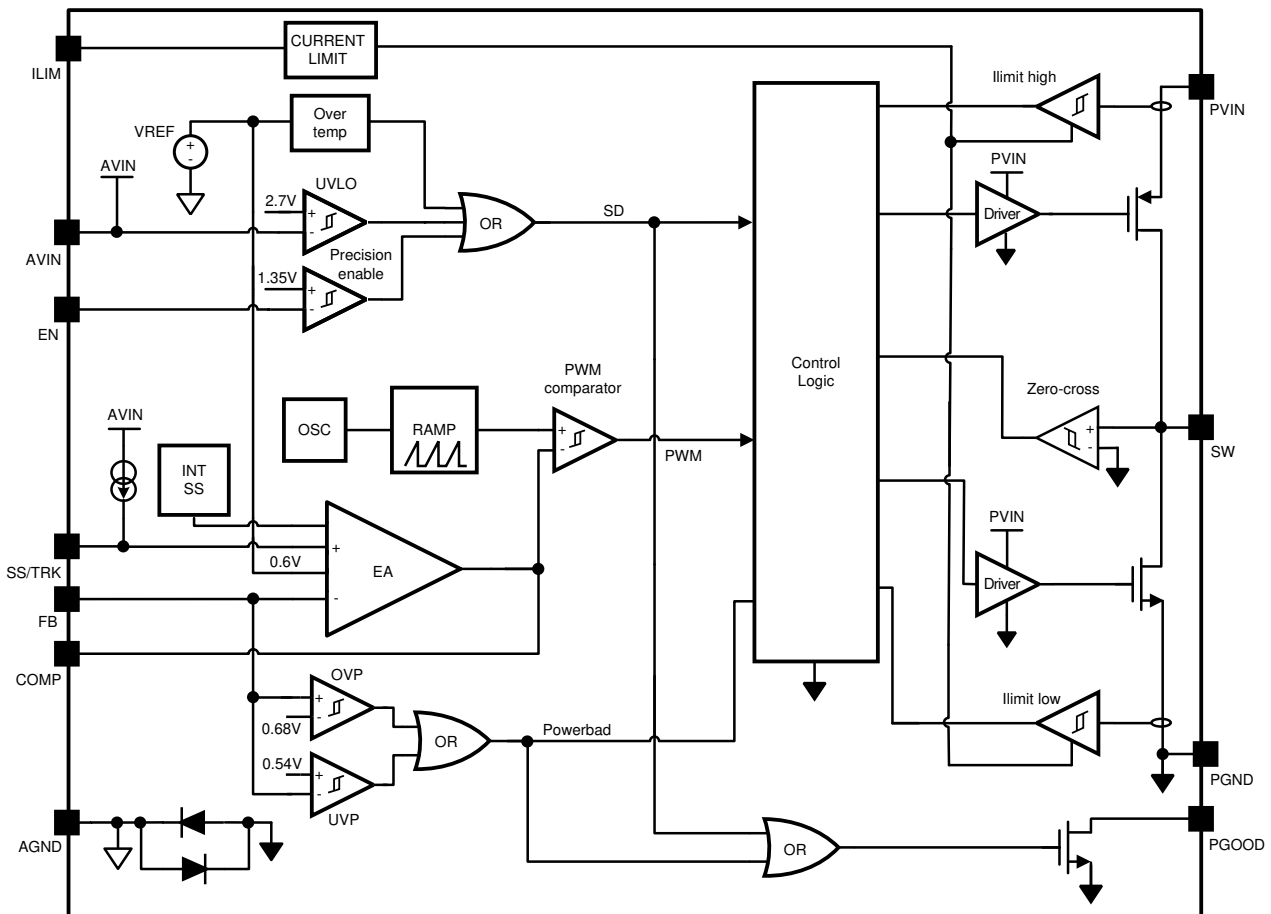 CURRENT
LIMIT
ILIM
Ilimit high
PVIN
Over
temp
VREF
+
-
AVIN
PVIN
UVLO
2.7V
+
-
OR
SD
Driver
AVIN
Precision
enable
1.35V
+
-
EN
Control
Logic
PWM
comparator
Zero-cross
AVIN
OSC
RAMP
+
-
PWM
+
-
SW
INT
SS
PVIN
+
0.6V
EA
-
SS/TRK
FB
Driver
COMP
OVP
+
-
0.68V
Ilimit low
OR
Powerbad
0.54V
+
-
UVP
PGND
AGND
OR
PGOOD